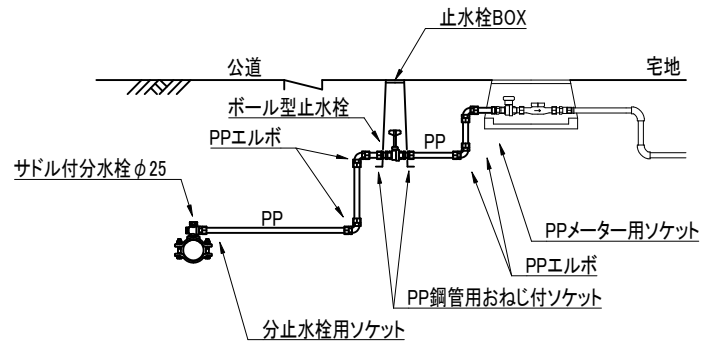 止水栓BOX
公道
宅地
ボール型止水栓
PPエルボ
PP
サドル付分水栓φ25
PP
PPメーター用ソケット
PPエルボ
PP鋼管用おねじ付ソケット
分止水栓用ソケット